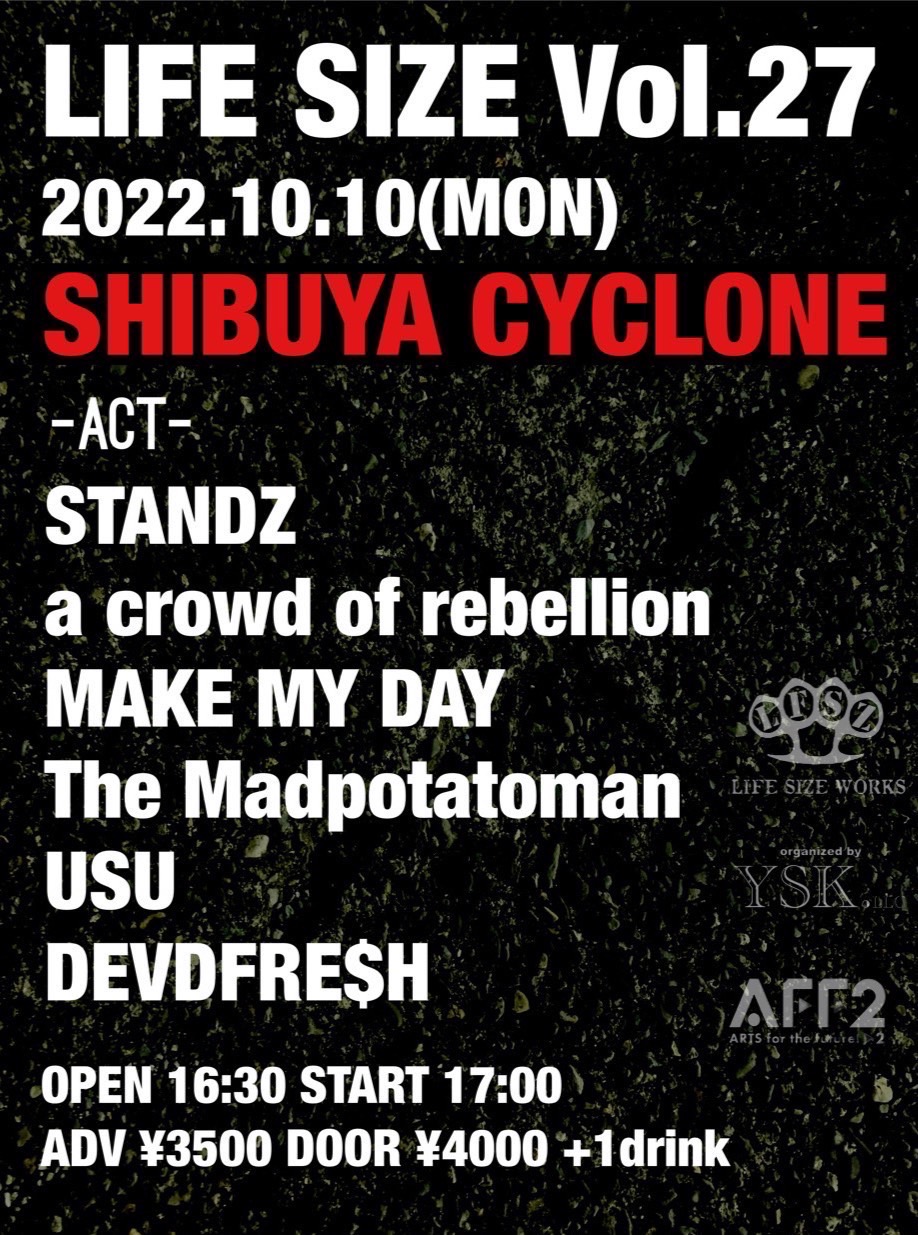 LIFE SIZE Vol.27
2022.10.10(MON)
SHIBUYA CYCLONE
-ACT-
STANDZ
a crowd of rebellion
MAKE MY DAY
The Madpotatoman
USU
DEVDFRE$H
LFSZ
LIFE SIZE WORKS
organized by
YSK.LLC
AFF2
ARTS for the future! 2
OPEN 16:30 START 17:00
ADV ¥3500 DOOR ¥4000 +1drink